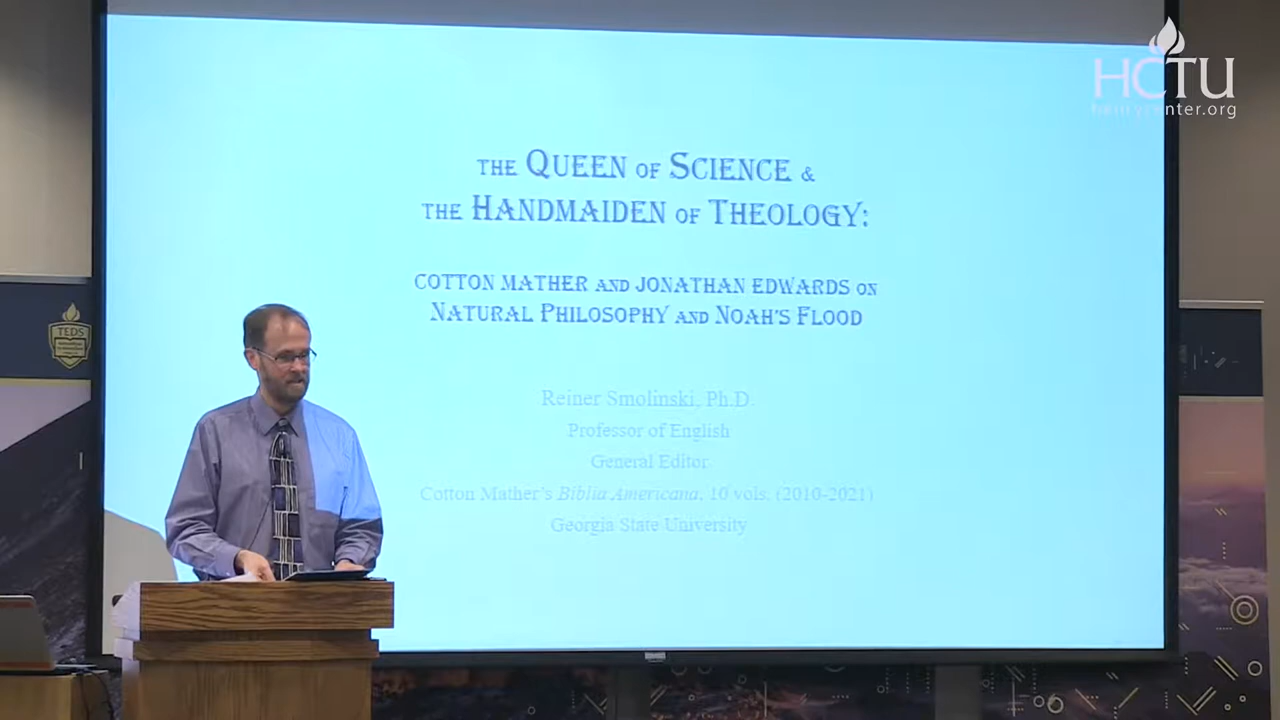 HCTU
henrycenter.org
THE QUEEN OF SCIENCE &
THE HANDMAIDEN OF THEOLOGY:
COTTON MATHER AND JONATHAN EDWARDS ON
NATURAL PHILOSOPHY AND NOAH'S FLOOD
Reiner Smolinski, Ph.D.
Professor of English
General Editor
Cotton Mather's Biblia Americana, 10 vols. (2010-2021)
Georgia State University
TEDS